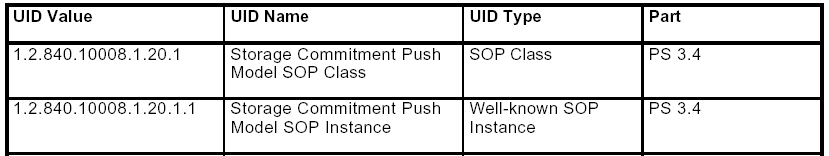 UID Value UID Name UID Type Part
1.2.840.10008.1.20.1 Storage Commitment Push SOP Class PS 3.4
Model SOP Class
1.2.840.10008.1.20.1.1 Storage Commitment Push Well-known SOP PS 3.4
Model SOP Instance Instance